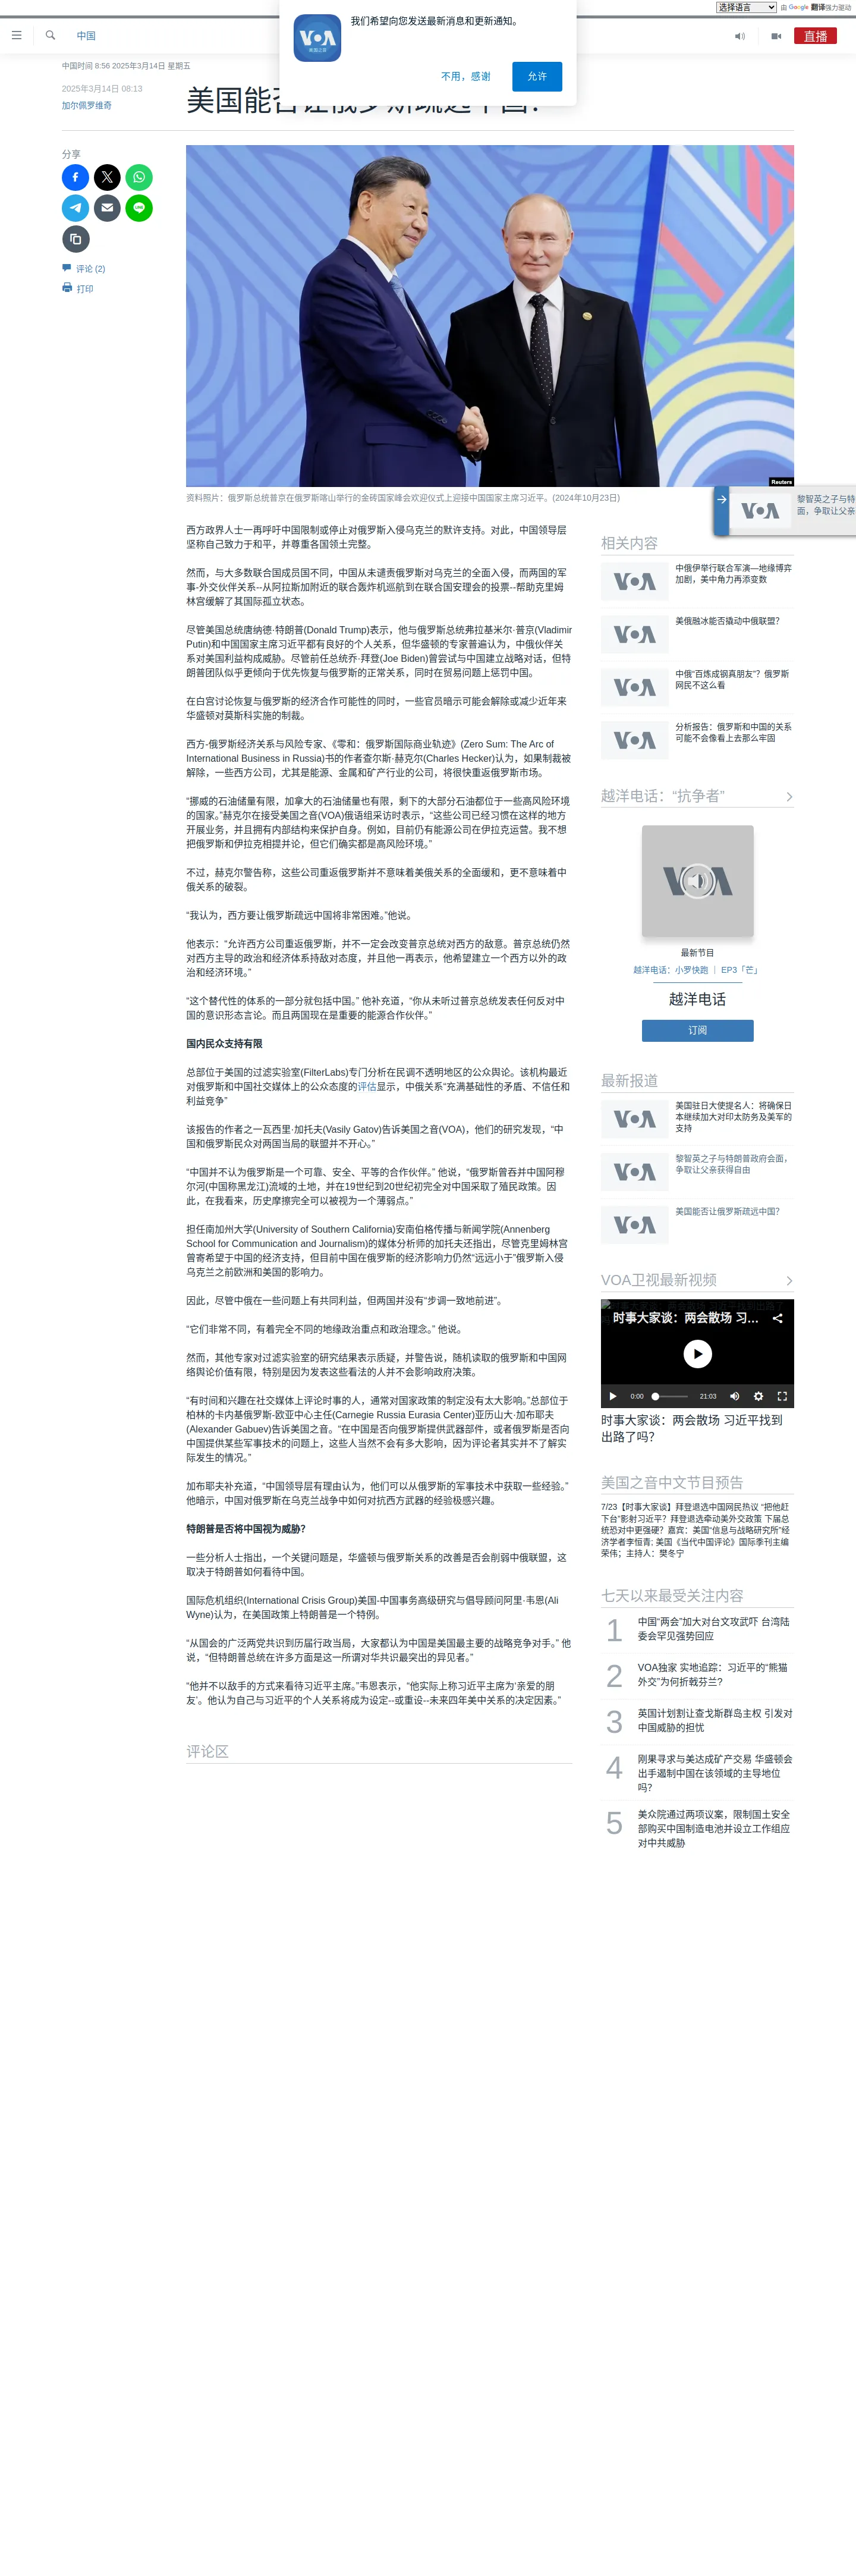 选择语言
由 Google 翻译强力驱动
我们希望向您发送最新消息和更新通知。
VOA
美国之音
不用，感谢
允许
中国
直播
中国时间 8:56 2025年3月14日 星期五
2025年3月14日 08:13
加尔佩罗维奇
美国能否让俄罗斯疏远中国？
分享
评论 (2)
打印
Reuters
资料照片：俄罗斯总统普京在俄罗斯喀山举行的金砖国家峰会欢迎仪式上迎接中国国家主席习近平。(2024年10月23日)
黎智英之子与特
面，争取让父亲
西方政界人士一再呼吁中国限制或停止对俄罗斯入侵乌克兰的默许支持。对此，中国领导层
坚称自己致力于和平，并尊重各国领土完整。
然而，与大多数联合国成员国不同，中国从未谴责俄罗斯对乌克兰的全面入侵，而两国的军
事-外交伙伴关系--从阿拉斯加附近的联合轰炸机巡航到在联合国安理会的投票--帮助克里姆
林宫缓解了其国际孤立状态。
尽管美国总统唐纳德·特朗普(Donald Trump)表示，他与俄罗斯总统弗拉基米尔·普京(Vladimir
Putin)和中国国家主席习近平都有良好的个人关系，但华盛顿的专家普遍认为，中俄伙伴关
系对美国利益构成威胁。尽管前任总统乔·拜登(Joe Biden)曾尝试与中国建立战略对话，但特
朗普团队似乎更倾向于优先恢复与俄罗斯的正常关系，同时在贸易问题上惩罚中国。
在白宫讨论恢复与俄罗斯的经济合作可能性的同时，一些官员暗示可能会解除或减少近年来
华盛顿对莫斯科实施的制裁。
西方-俄罗斯经济关系与风险专家、《零和：俄罗斯国际商业轨迹》(Zero Sum: The Arc of
International Business in Russia)书的作者查尔斯·赫克尔(Charles Hecker)认为，如果制裁被
解除，一些西方公司，尤其是能源、金属和矿产行业的公司，将很快重返俄罗斯市场。
“挪威的石油储量有限，加拿大的石油储量也有限，剩下的大部分石油都位于一些高风险环境
的国家。”赫克尔在接受美国之音(VOA)俄语组采访时表示，“这些公司已经习惯在这样的地方
开展业务，并且拥有内部结构来保护自身。例如，目前仍有能源公司在伊拉克运营。我不想
把俄罗斯和伊拉克相提并论，但它们确实都是高风险环境。”
不过，赫克尔警告称，这些公司重返俄罗斯并不意味着美俄关系的全面缓和，更不意味着中
俄关系的破裂。
“我认为，西方要让俄罗斯疏远中国将非常困难。”他说。
他表示：“允许西方公司重返俄罗斯，并不一定会改变普京总统对西方的敌意。普京总统仍然
对西方主导的政治和经济体系持敌对态度，并且他一再表示，他希望建立一个西方以外的政
治和经济环境。”
“这个替代性的体系的一部分就包括中国。” 他补充道，“你从未听过普京总统发表任何反对中
国的意识形态言论。而且两国现在是重要的能源合作伙伴。”
国内民众支持有限
总部位于美国的过滤实验室(FilterLabs)专门分析在民调不透明地区的公众舆论。该机构最近
对俄罗斯和中国社交媒体上的公众态度的评估显示，中俄关系“充满基础性的矛盾、不信任和
利益竞争”
该报告的作者之一瓦西里·加托夫(Vasily Gatov)告诉美国之音(VOA)，他们的研究发现，“中
国和俄罗斯民众对两国当局的联盟并不开心。”
“中国并不认为俄罗斯是一个可靠、安全、平等的合作伙伴。” 他说，“俄罗斯曾吞并中国阿穆
尔河(中国称黑龙江)流域的土地，并在19世纪到20世纪初完全对中国采取了殖民政策。因
此，在我看来，历史摩擦完全可以被视为一个薄弱点。”
担任南加州大学(University of Southern California)安南伯格传播与新闻学院(Annenberg
School for Communication and Journalism)的媒体分析师的加托夫还指出，尽管克里姆林宫
曾寄希望于中国的经济支持，但目前中国在俄罗斯的经济影响力仍然“远远小于”俄罗斯入侵
乌克兰之前欧洲和美国的影响力。
因此，尽管中俄在一些问题上有共同利益，但两国并没有“步调一致地前进”。
“它们非常不同，有着完全不同的地缘政治重点和政治理念。” 他说。
然而，其他专家对过滤实验室的研究结果表示质疑，并警告说，随机读取的俄罗斯和中国网
络舆论价值有限，特别是因为发表这些看法的人并不会影响政府决策。
“有时间和兴趣在社交媒体上评论时事的人，通常对国家政策的制定没有太大影响。”总部位于
柏林的卡内基俄罗斯-欧亚中心主任(Carnegie Russia Eurasia Center)亚历山大·加布耶夫
(Alexander Gabuev)告诉美国之音。“在中国是否向俄罗斯提供武器部件，或者俄罗斯是否向
中国提供某些军事技术的问题上，这些人当然不会有多大影响，因为评论者其实并不了解实
际发生的情况。”
加布耶夫补充道，“中国领导层有理由认为，他们可以从俄罗斯的军事技术中获取一些经验。”
他暗示，中国对俄罗斯在乌克兰战争中如何对抗西方武器的经验极感兴趣。
特朗普是否将中国视为威胁？
一些分析人士指出，一个关键问题是，华盛顿与俄罗斯关系的改善是否会削弱中俄联盟，这
取决于特朗普如何看待中国。
国际危机组织(International Crisis Group)美国-中国事务高级研究与倡导顾问阿里·韦恩(Ali
Wyne)认为，在美国政策上特朗普是一个特例。
“从国会的广泛两党共识到历届行政当局，大家都认为中国是美国最主要的战略竞争对手。” 他
说，“但特朗普总统在许多方面是这一所谓对华共识最突出的异见者。”
“他并不以敌手的方式来看待习近平主席。”韦恩表示，“他实际上称习近平主席为‘亲爱的朋
友’。他认为自己与习近平的个人关系将成为设定--或重设--未来四年美中关系的决定因素。”
评论区
相关内容
中俄伊举行联合军演—地缘博弈
加剧，美中角力再添变数
美俄融冰能否撬动中俄联盟？
中俄“百炼成钢真朋友”？俄罗斯
网民不这么看
分析报告：俄罗斯和中国的关系
可能不会像看上去那么牢固
越洋电话：“抗争者”
最新节目
越洋电话：小罗快跑 ｜ EP3「芒」
越洋电话
订阅
最新报道
美国驻日大使提名人：将确保日
本继续加大对印太防务及美军的
支持
黎智英之子与特朗普政府会面，
争取让父亲获得自由
美国能否让俄罗斯疏远中国？
VOA卫视最新视频
时事大家谈：两会散场 习...
0:00
21:03
时事大家谈：两会散场 习近平找到
出路了吗？
美国之音中文节目预告
7/23【时事大家谈】拜登退选中国网民热议 “把他赶
下台”影射习近平？拜登退选牵动美外交政策 下届总
统恐对中更强硬？嘉宾：美国“信息与战略研究所”经
济学者李恒青; 美国《当代中国评论》国际季刊主编
荣伟；主持人：樊冬宁
七天以来最受关注内容
1
中国“两会”加大对台文攻武吓 台湾陆
委会罕见强势回应
2
VOA独家 实地追踪：习近平的“熊猫
外交”为何折戟芬兰?
3
英国计划割让查戈斯群岛主权 引发对
中国威胁的担忧
4
刚果寻求与美达成矿产交易 华盛顿会
出手遏制中国在该领域的主导地位
吗？
5
美众院通过两项议案，限制国土安全
部购买中国制造电池并设立工作组应
对中共威胁